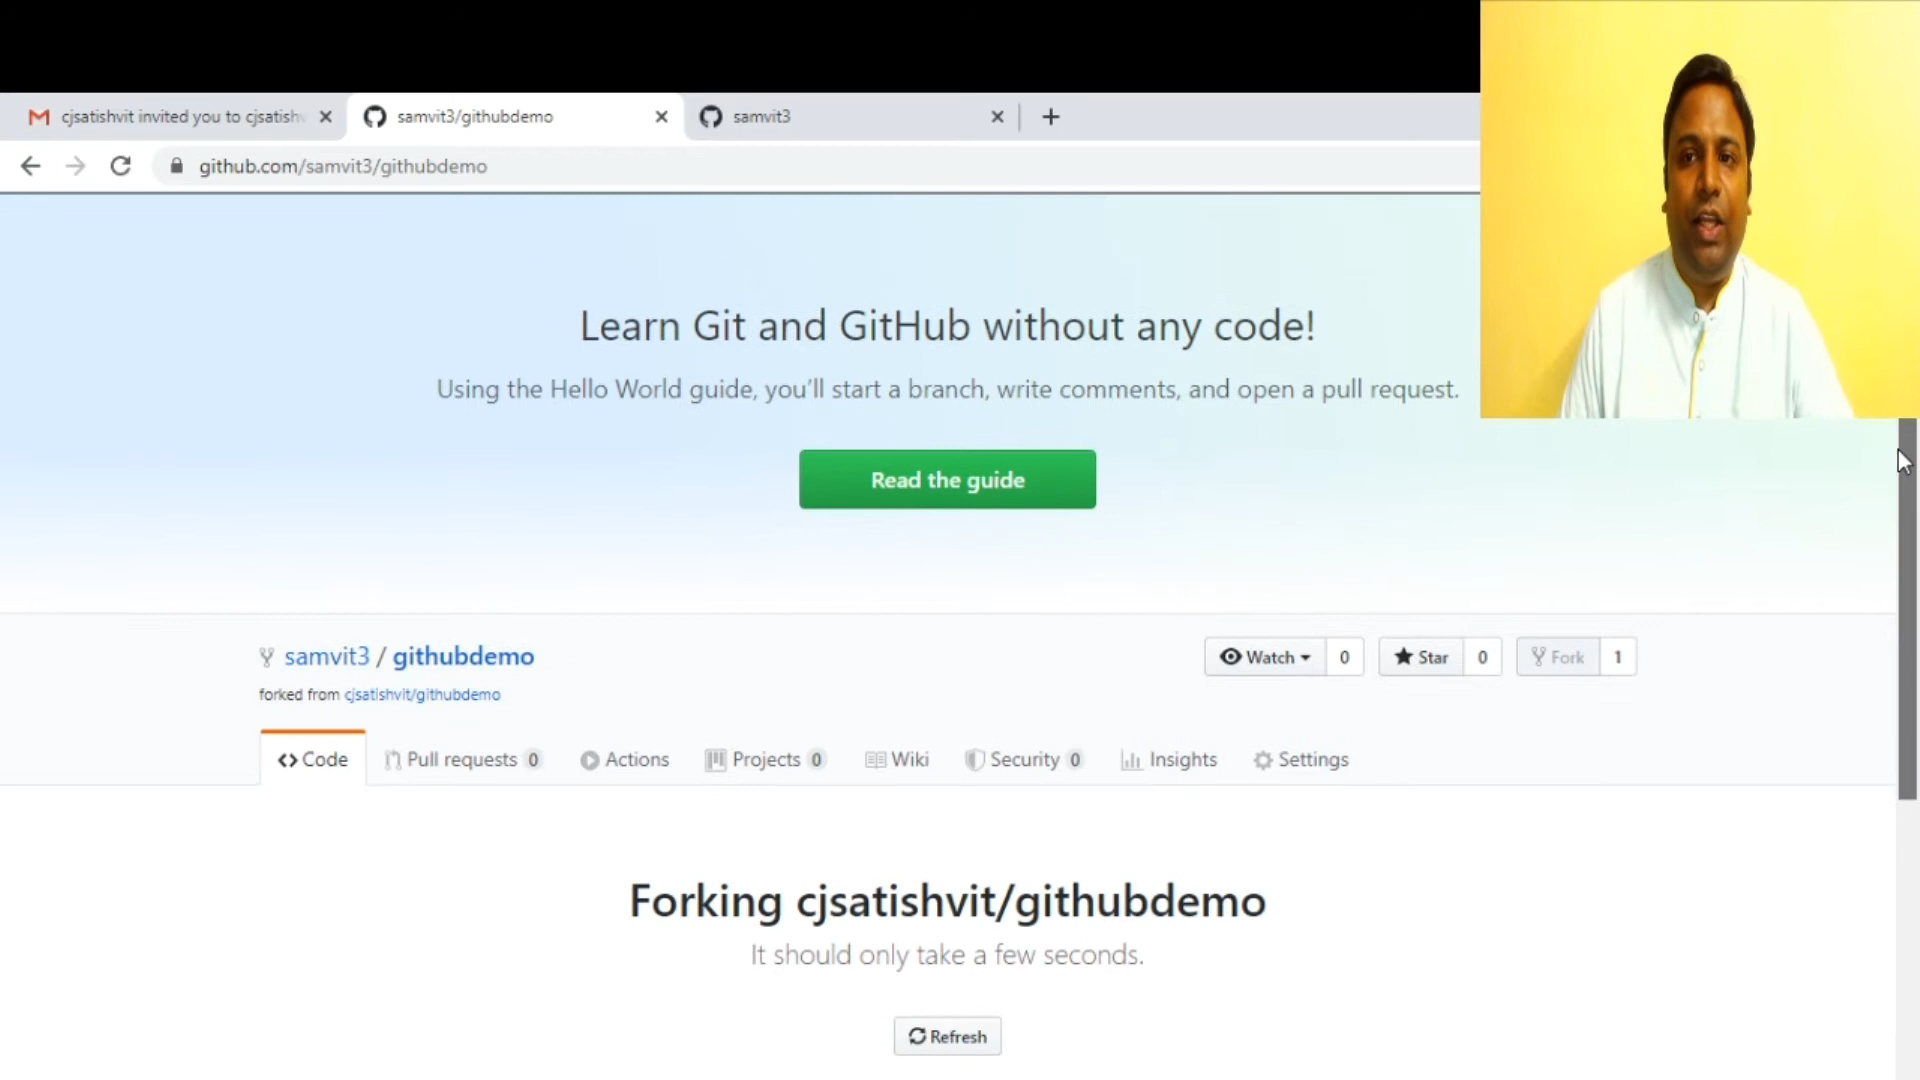 cjsatishvit invited you to cjsatishv
samvit3/githubdemo
samvit3
github.com/samvit3/githubdemo
Learn Git and GitHub without any code!
Using the Hello World guide, you’ll start a branch, write comments, and open a pull request.
Read the guide
samvit3 / githubdemo
Watch 0 Star 0 Fork 1
forked from cjsatishvit/githubdemo
Code Pull requests 0 Actions Projects 0 Wiki Security 0 Insights Settings
Forking cjsatishvit/githubdemo
It should only take a few seconds.
Refresh